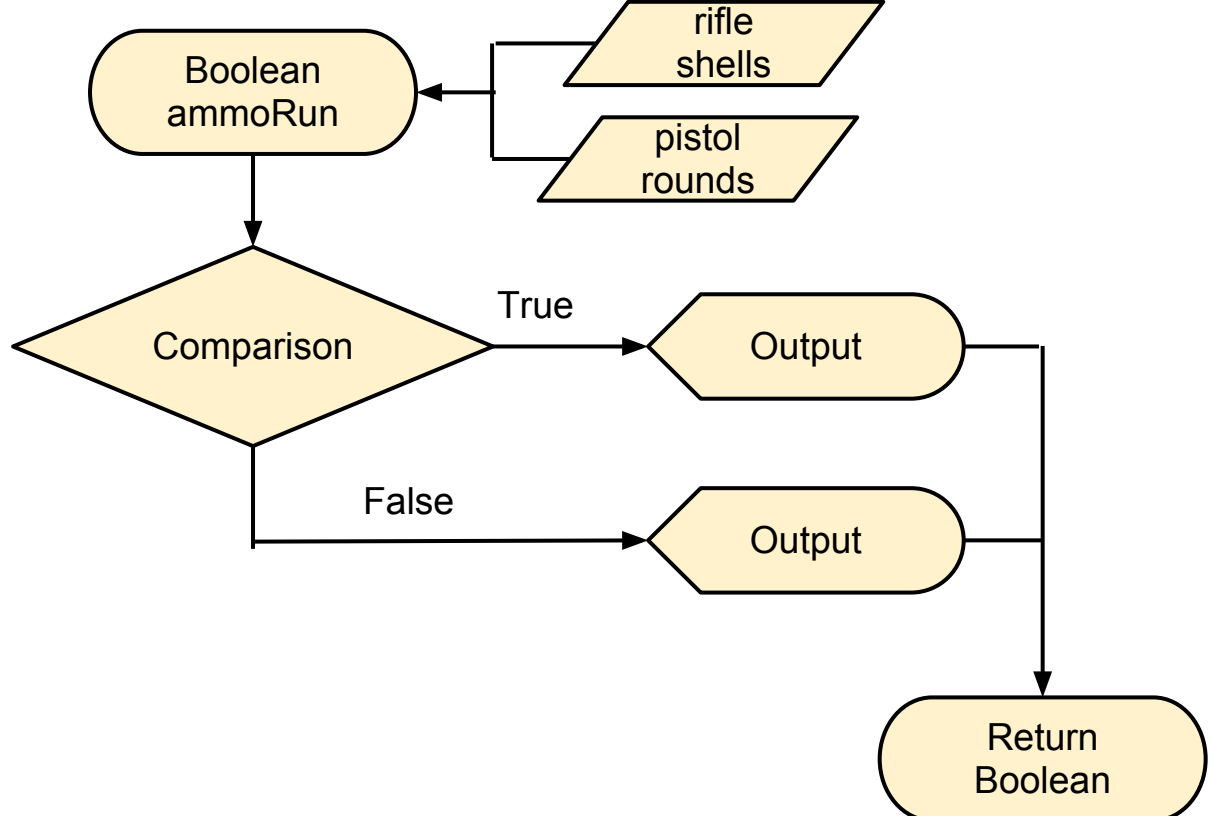 rifle
shells
Boolean
ammoRun
pistol
rounds
True
Comparison
Output
False
Output
Return
Boolean